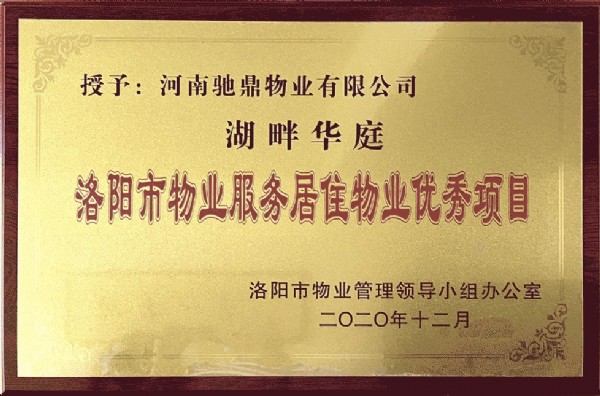 授予：河南驰鼎物业有限公司
湖畔华庭
洛阳市物业服务居住物业优秀项目
洛阳市物业管理领导小组办公室
二〇二〇年十二月